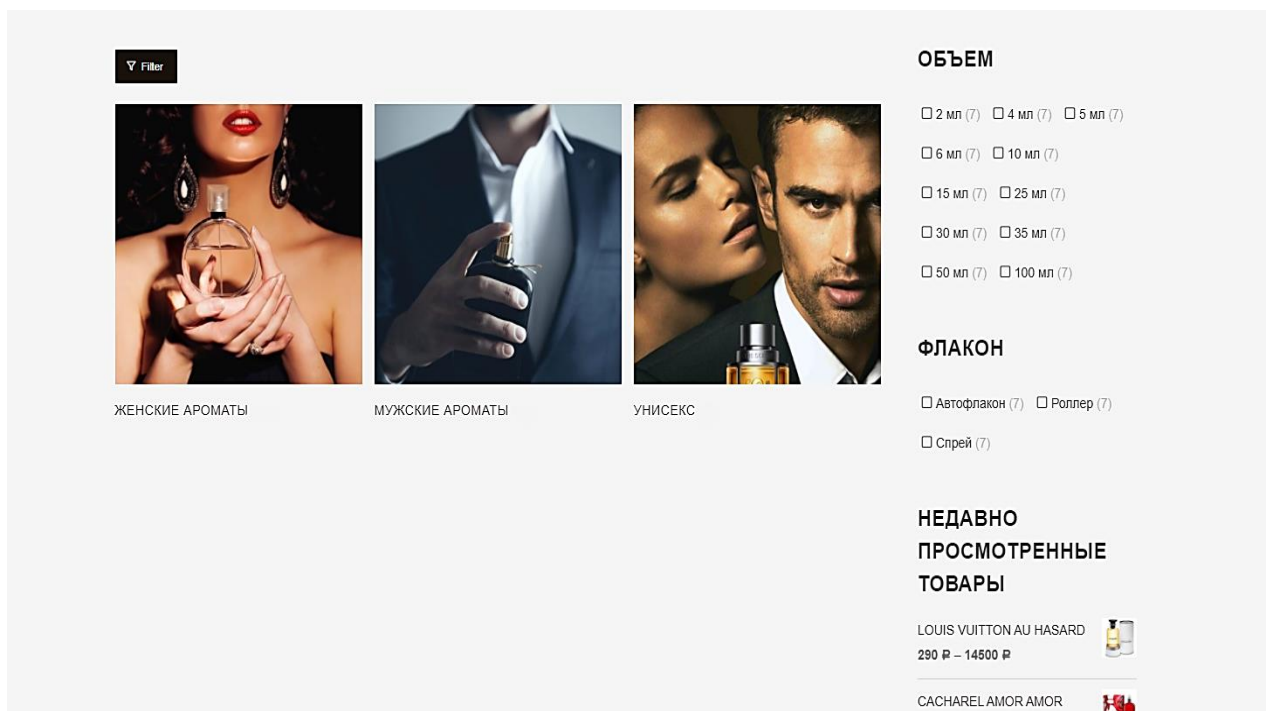 Filter
ЖЕНСКИЕ АРОМАТЫ
МУЖСКИЕ АРОМАТЫ
УНИСЕКС
ОБЪЕМ
2 мл (7) 4 мл (7) 5 мл (7)
6 мл (7) 10 мл (7)
15 мл (7) 25 мл (7)
30 мл (7) 35 мл (7)
50 мл (7) 100 мл (7)
ФЛАКОН
Автофлакон (7) Роллер (7)
Спрей (7)
НЕДАВНО
ПРОСМОТРЕННЫЕ
ТОВАРЫ
LOUIS VUITTON AU HASARD
290 ₽ – 14500 ₽
CACHAREL AMOR AMOR